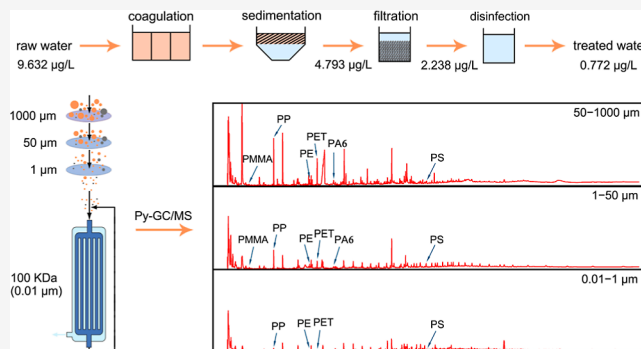 coagulation
sedimentation
filtration
disinfection
raw water
treated wate
9.632 µg/L
4.793 µg/L
2.238 µg/L
0.772 µg/L
1000 µm
50 µm
1 µm
Py-GC/MS
100 KDa
(0.01 µm)
50−1000 µm
PP
PET
PE
PA6
PMMA
PS
1−50 µm
PMMA
PP
PE
PET
PA6
PS
0.01−1 µm
PP
PE
PET
PS